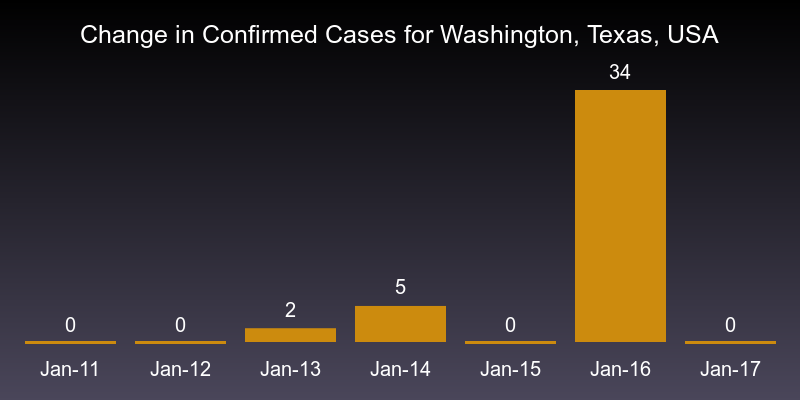 Change in Confirmed Cases for Washington, Texas, USA
34
5
2
0 0 0 0
Jan-11 Jan-12 Jan-13 Jan-14 Jan-15 Jan-16 Jan-17